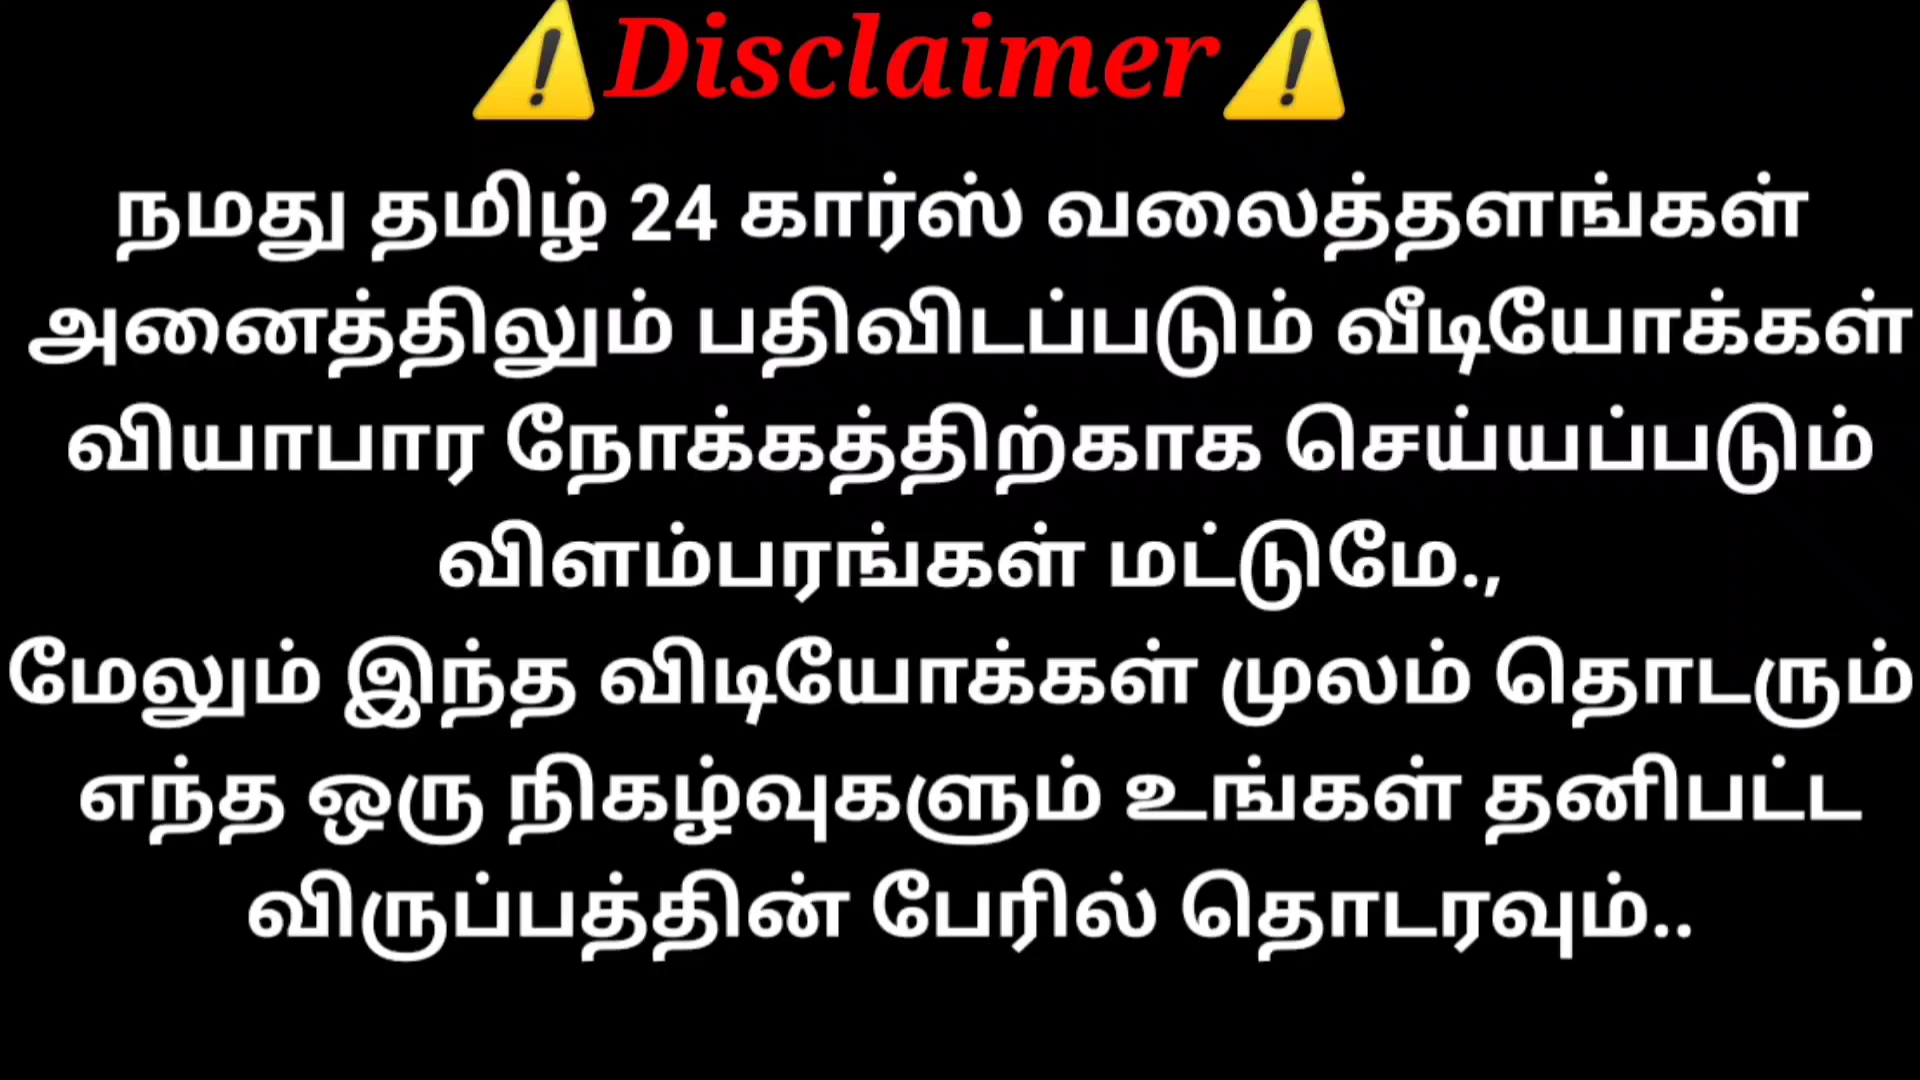 ⚠️Disclaimer⚠️
நமது தமிழ் 24 கார்ஸ் வலைத்தளங்கள்
அனைத்திலும் பதிவிடப்படும் வீடியோக்கள்
வியாபார நோக்கத்திற்காக செய்யப்படும்
விளம்பரங்கள் மட்டுமே.,
மேலும் இந்த விடியோக்கள் முலம் தொடரும்
எந்த ஒரு நிகழ்வுகளும் உங்கள் தனிபட்ட
விருப்பத்தின் பேரில் தொடரவும்..